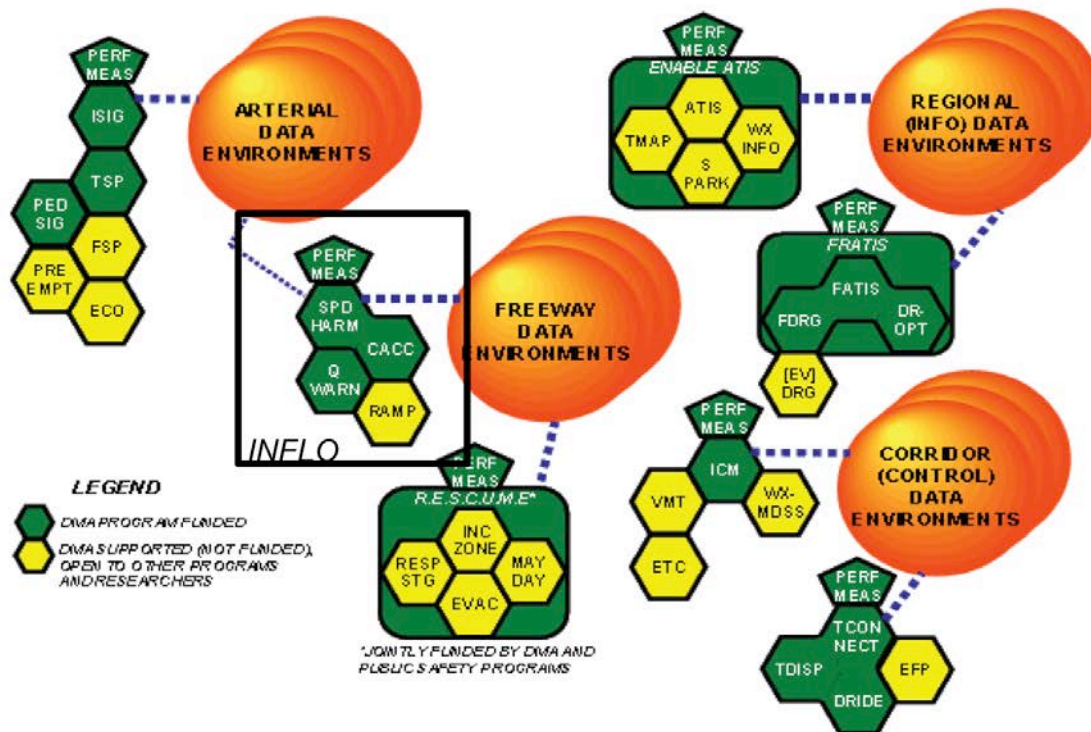 PERF
MEAS
ISIG
TSP
PED
SIG
FSP
PRE
EMPT
ECO
ARTERIAL
DATA
ENVIRONMENTS
PERF
MEAS
ENABLE ATIS
ATIS
TMAP
WX
INFO
S
PARK
REGIONAL
(INFO) DATA
ENVIRONMENTS
PERF
MEAS
SPD
HARM
CACC
Q
WARN
RAMP
INFLO
FREEWAY
DATA
ENVIRONMENTS
PERF
MEAS
FRATIS
FATIS
FDRG
DR-
OPT
[EV]
DRG
PERF
MEAS
R.E.S.C.U.M.E*
INC
ZONE
RESP
STG
MAY
DAY
EVAC
*JOINTLY FUNDED BY DMA AND
PUBLIC SAFETY PROGRAMS
PERF
MEAS
ICM
VMT
WX-
MDSS
ETC
CORRIDOR
(CONTROL)
DATA
ENVIRONMENTS
PERF
MEAS
TCON
NECT
TDISP
EFP
DRIDE
LEGEND
DMA PROGRAM FUNDED
DMA SUPPORTED (NOT FUNDED),
OPEN TO OTHER PROGRAMS
AND RESEARCHERS